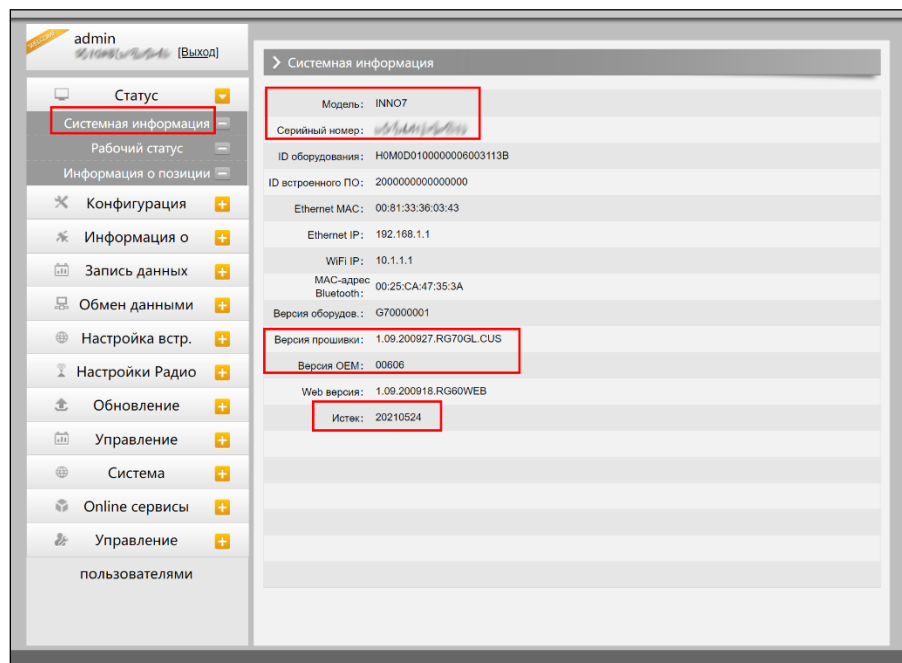 WELCOME
admin
[Выход]
Статус
Системная информация
Рабочий статус
Информация о позиции
Конфигурация
Информация о
Запись данных
Обмен данными
Настройка встр.
Настройки Радио
Обновление
Управление
Система
Online сервисы
Управление
пользователями
Системная информация
Модель: INNO7
Серийный номер:
ID оборудования: H0M0D0100000006003113B
ID встроенного ПО: 2000000000000000
Ethernet MAC: 00:81:33:36:03:43
Ethernet IP: 192.168.1.1
WiFi IP: 10.1.1.1
MAC-адрес
Bluetooth: 00:25:CA:47:35:3A
Версия оборудов.: G70000001
Версия прошивки: 1.09.200927.RG70GL.CUS
Версия OEM: 00606
Web версия: 1.09.200918.RG60WEB
Истек: 20210524